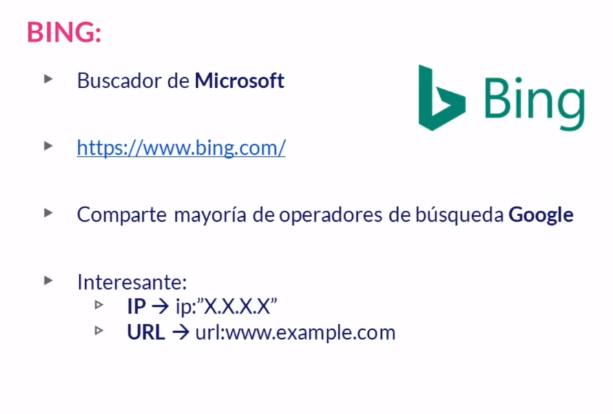 BING:
Buscador de Microsoft
Bing
https://www.bing.com/
Comparte mayoría de operadores de búsqueda Google
Interesante:
IP → ip:”X.X.X.X”
URL → url:www.example.com